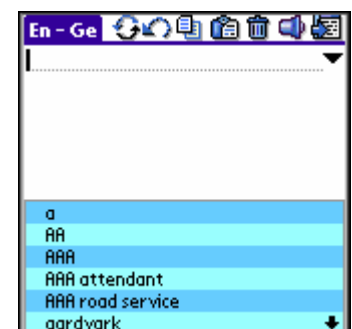 En - Ge
a
AA
AAA
AAA attendant
AAA road service
aardvark